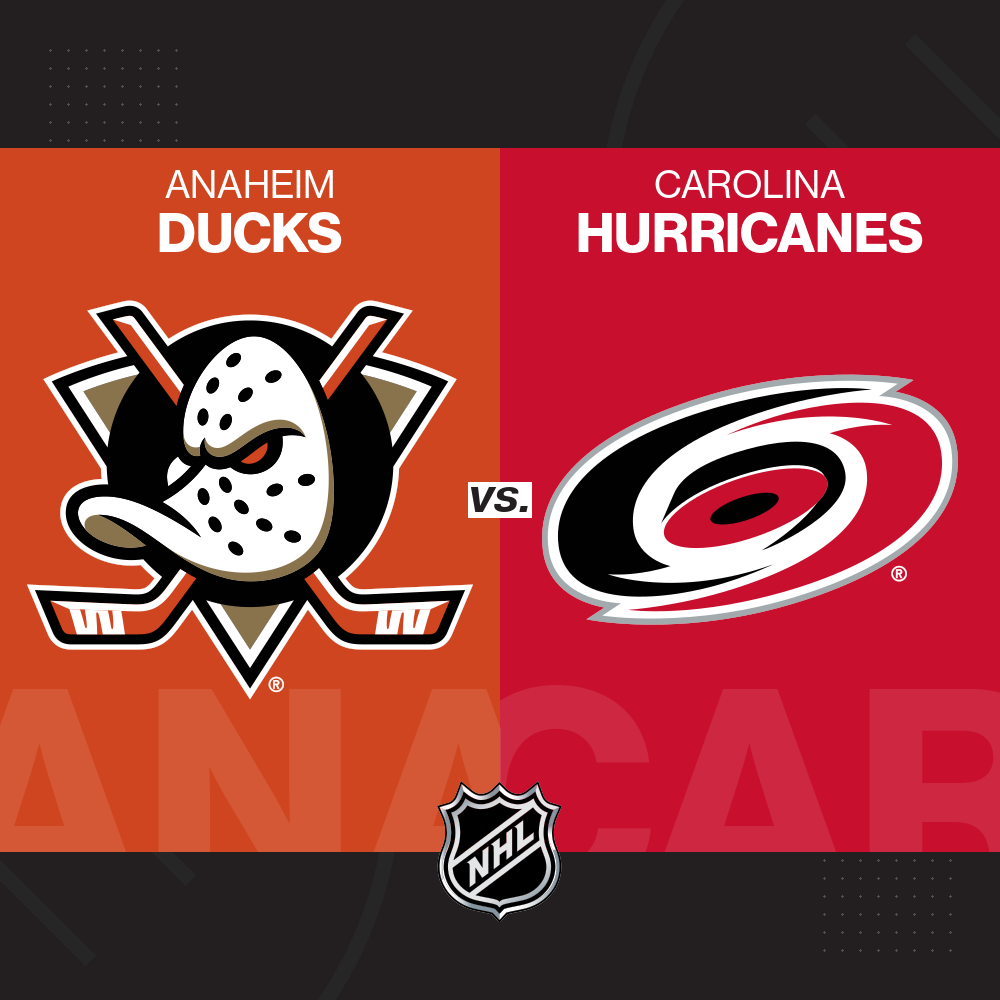 ANAHEIM
DUCKS
CAROLINA
HURRICANES
VS.
®
®
ANA
CAR
NHL